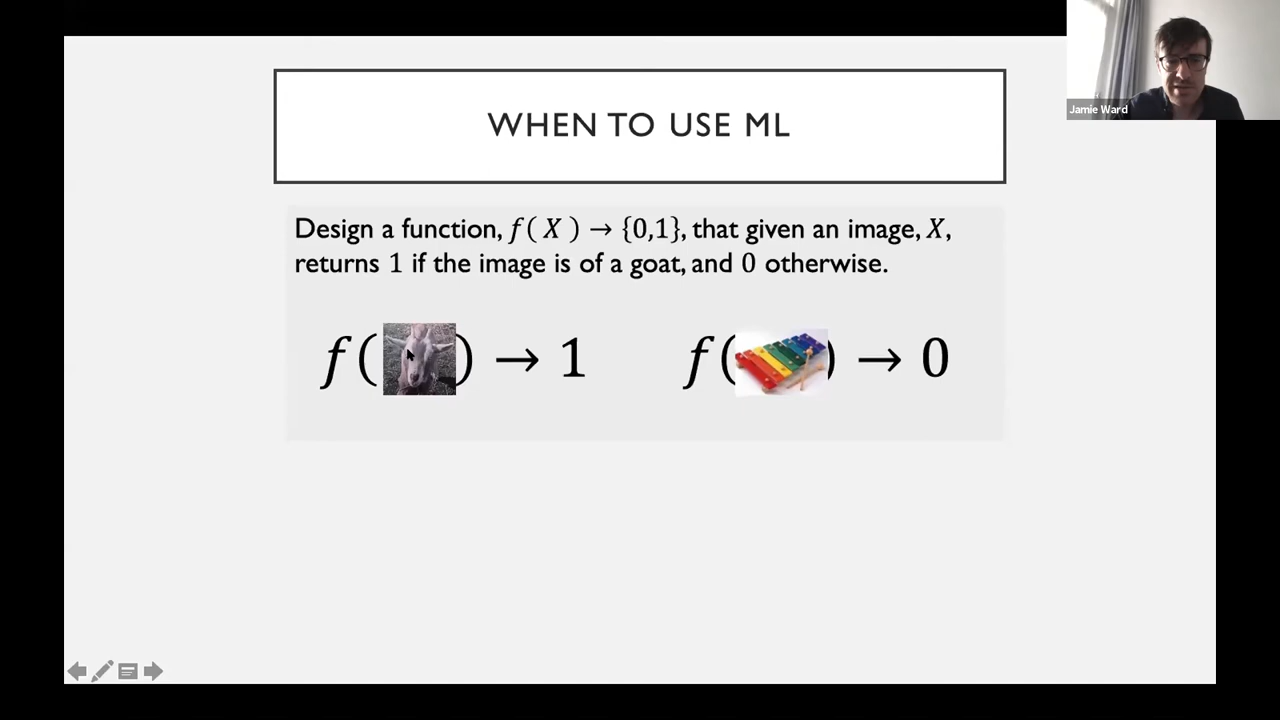 Jamie Ward
WHEN TO USE ML
Design a function, f( X ) → {0,1}, that given an image, X,
returns 1 if the image is of a goat, and 0 otherwise.
f( ) → 1 f( ) → 0